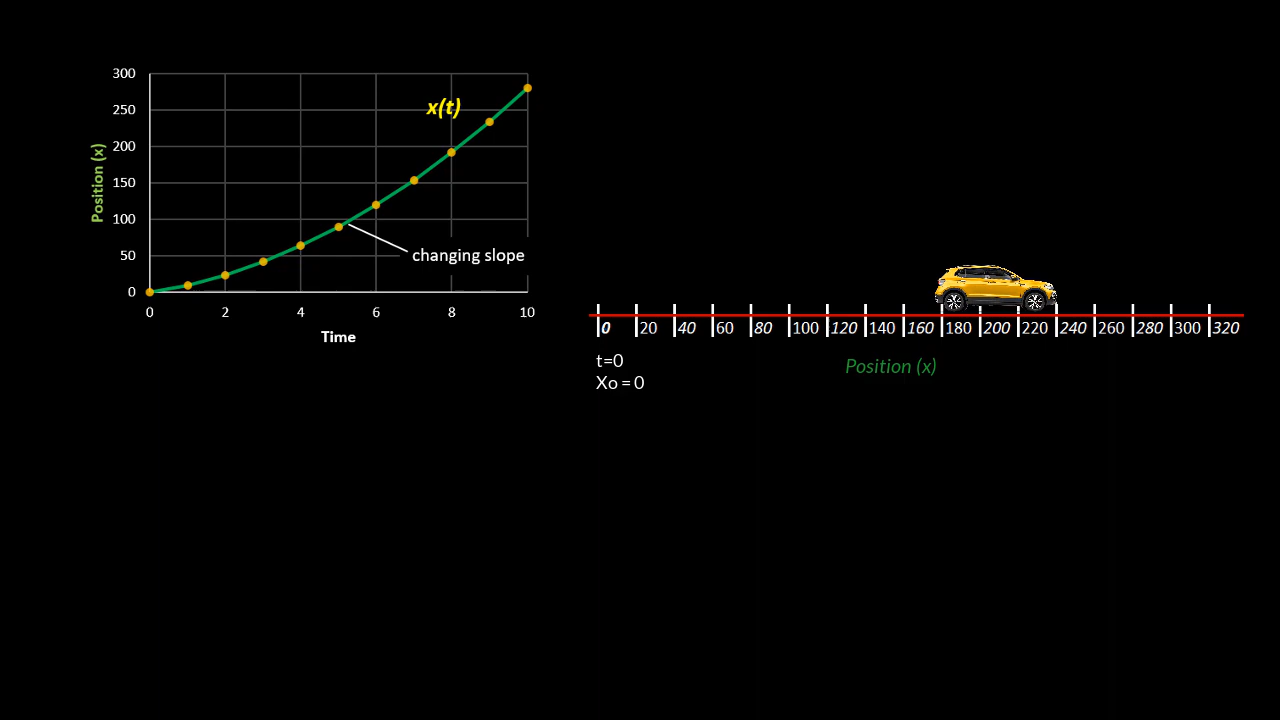 300
250
200
150
100
50
0
Position (x)
x(t)
changing slope
0 2 4 6 8 10
Time
0 20 40 60 80 100 120 140 160 180 200 220 240 260 280 300 320
t=0
Xo = 0
Position (x)